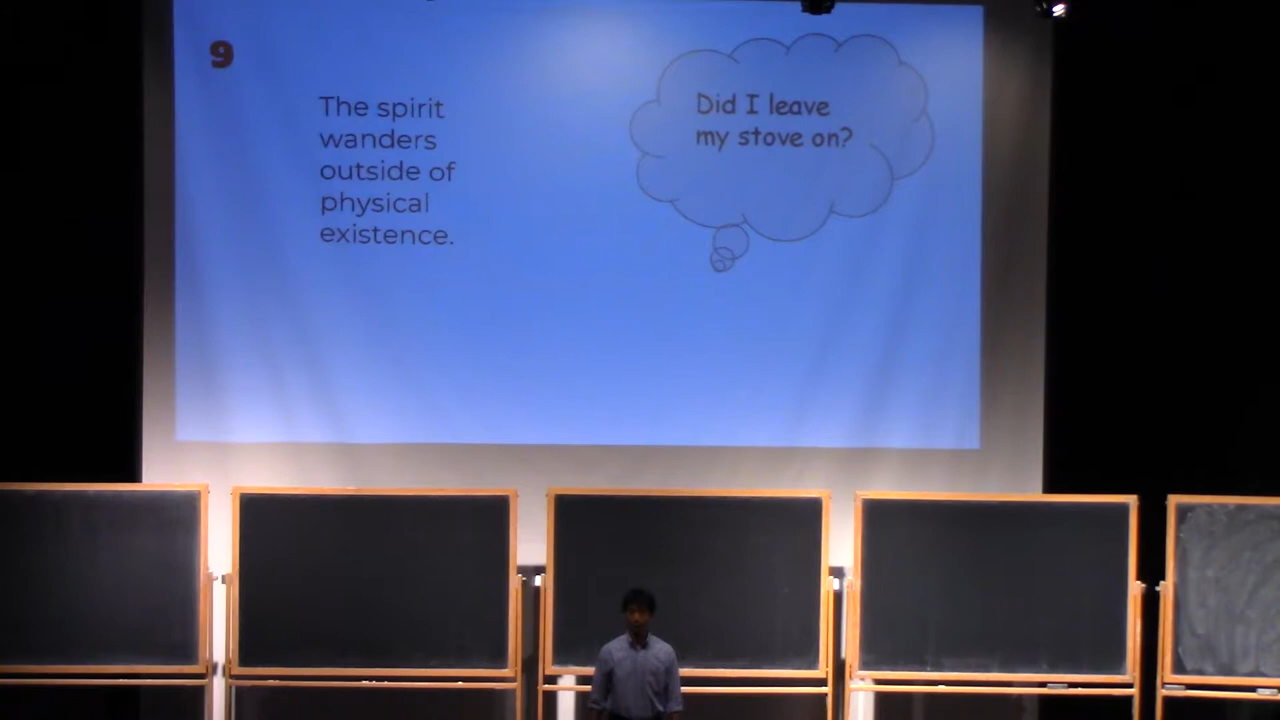 9
The spirit
wanders
outside of
physical
existence.
Did I leave
my stove on?